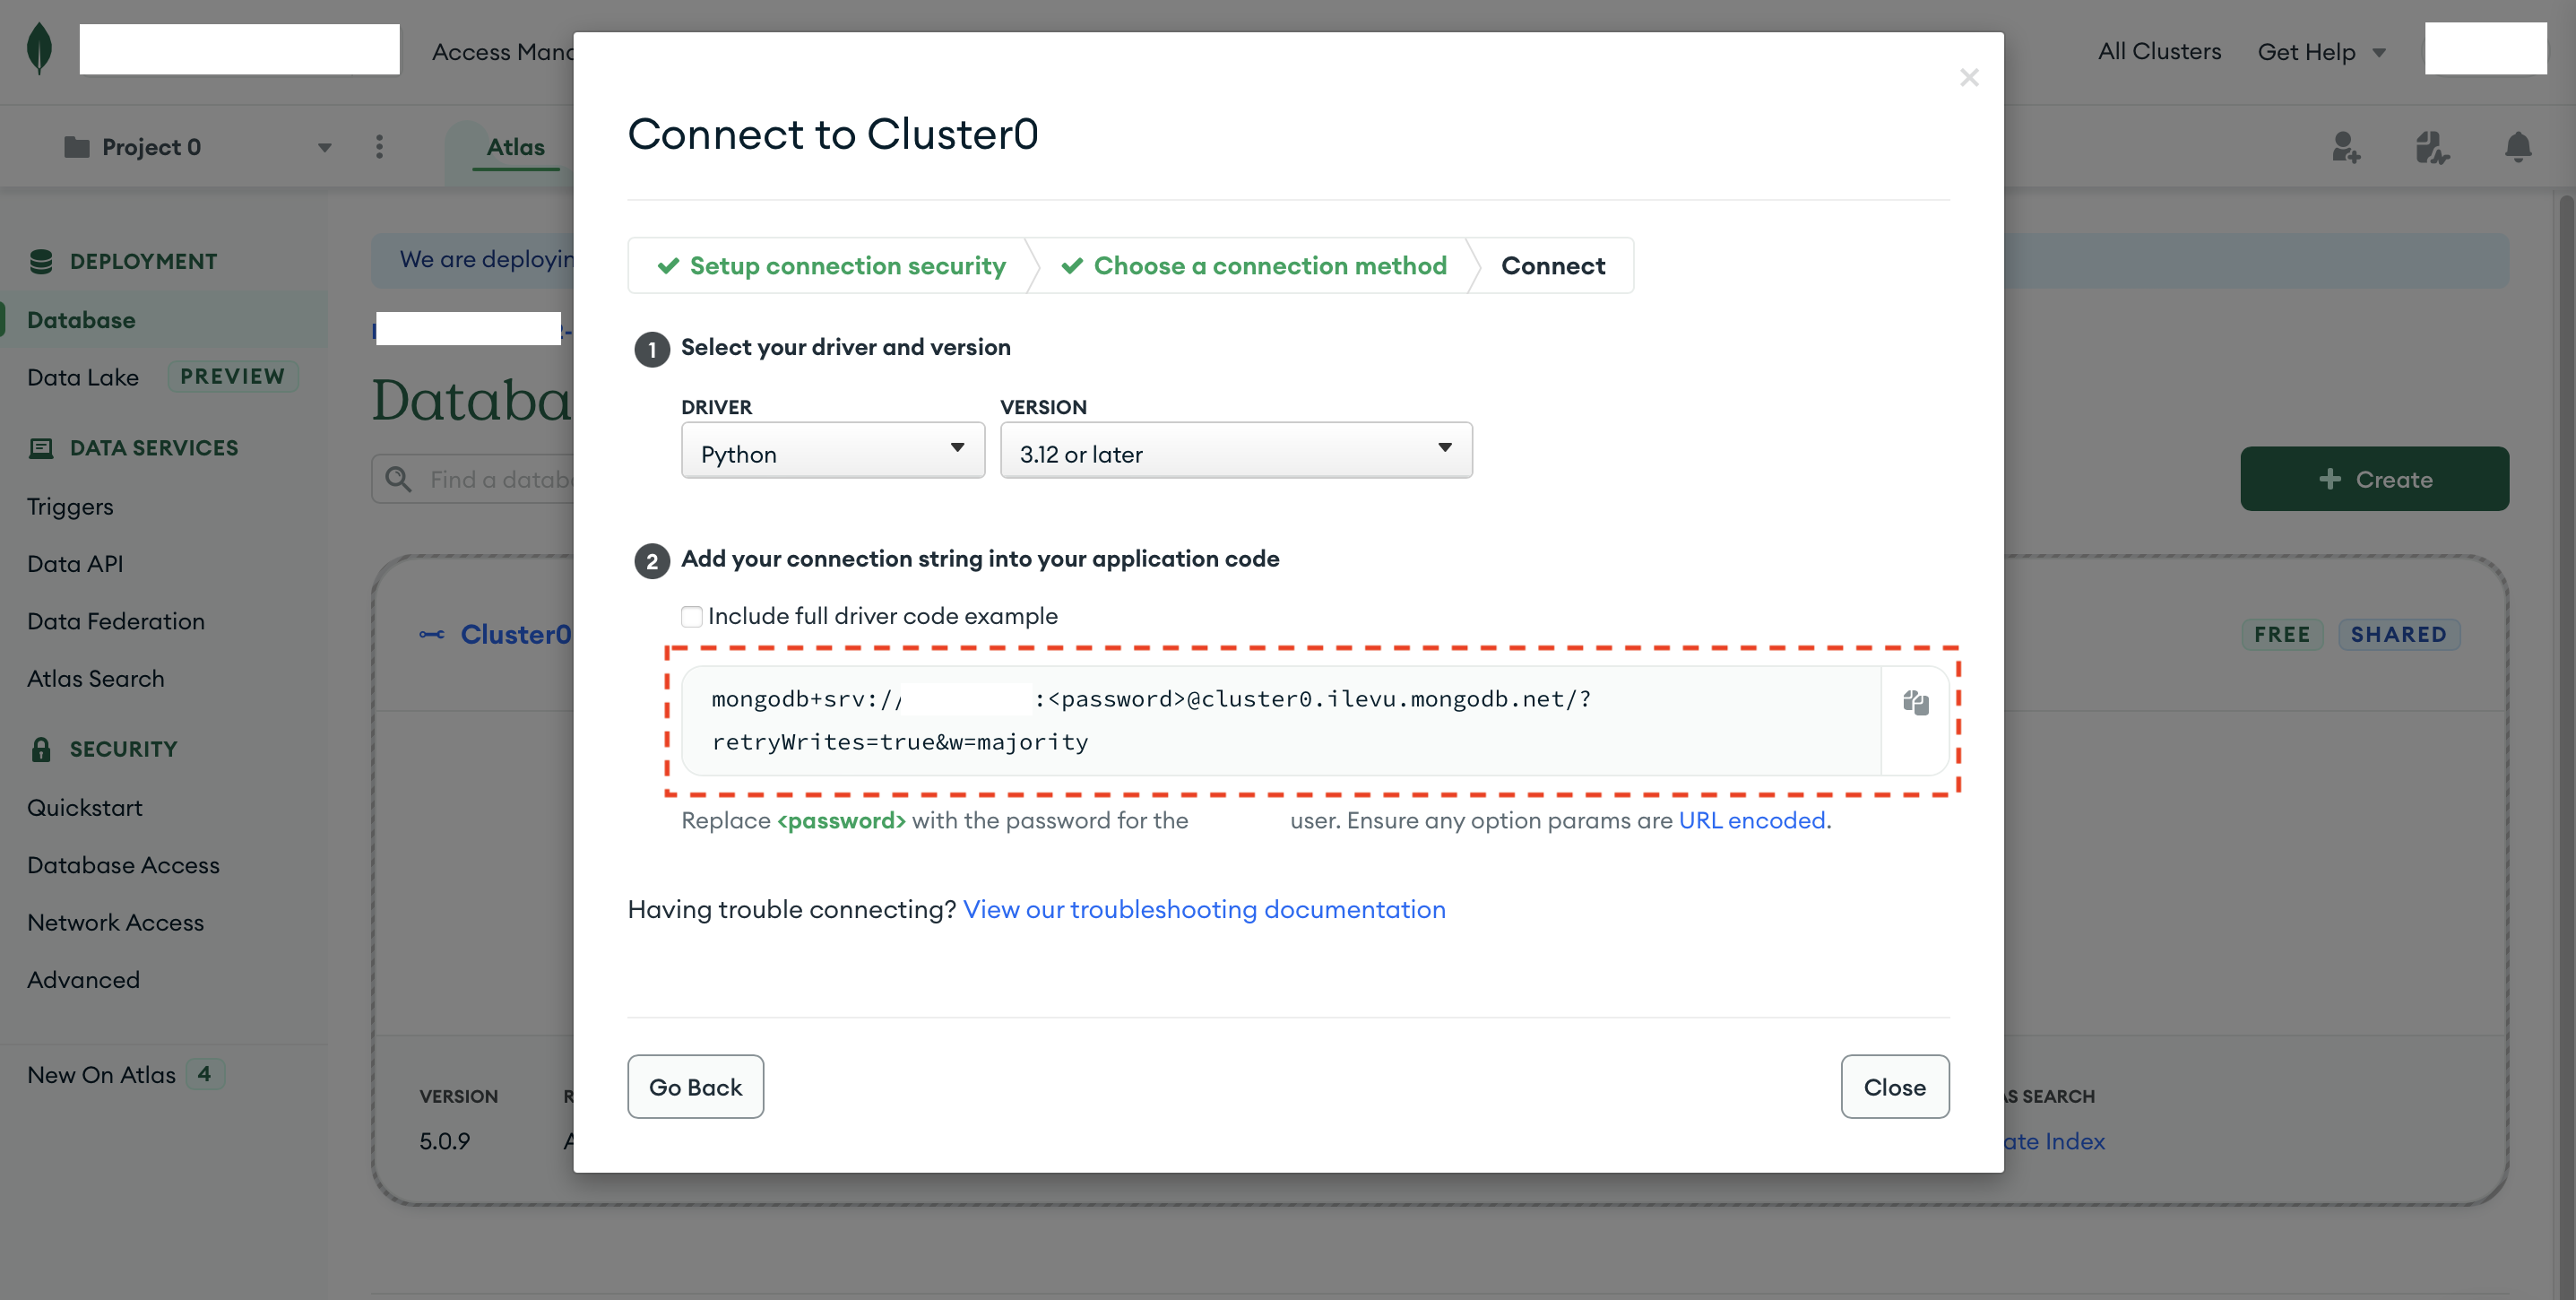 Access Mana
All Clusters
Get Help
Project 0
Atlas
DEPLOYMENT
Database
Data Lake PREVIEW
DATA SERVICES
Triggers
Data API
Data Federation
Atlas Search
SECURITY
Quickstart
Database Access
Network Access
Advanced
New On Atlas 4
We are deployin
Databa
Find a databa
+ Create
Cluster0
FREE SHARED
VERSION
5.0.9
AS SEARCH
ate Index
Connect to Cluster0
Setup connection security
Choose a connection method
Connect
1 Select your driver and version
DRIVER VERSION
Python 3.12 or later
2 Add your connection string into your application code
Include full driver code example
mongodb+srv:// :<password>@cluster0.ilevu.mongodb.net/?
retryWrites=true&w=majority
Replace <password> with the password for the user. Ensure any option params are URL encoded.
Having trouble connecting? View our troubleshooting documentation
Go Back
Close